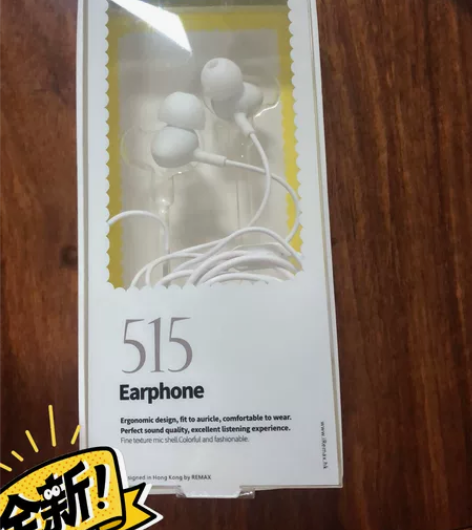 515
Earphone
Ergonomic design, fit to auricle, comfortable to wear.
Perfect sound quality, excellent listening experience.
Fine texture mic shell.Colorful and fashionable.
in Hong Kong by REMAX
全新!